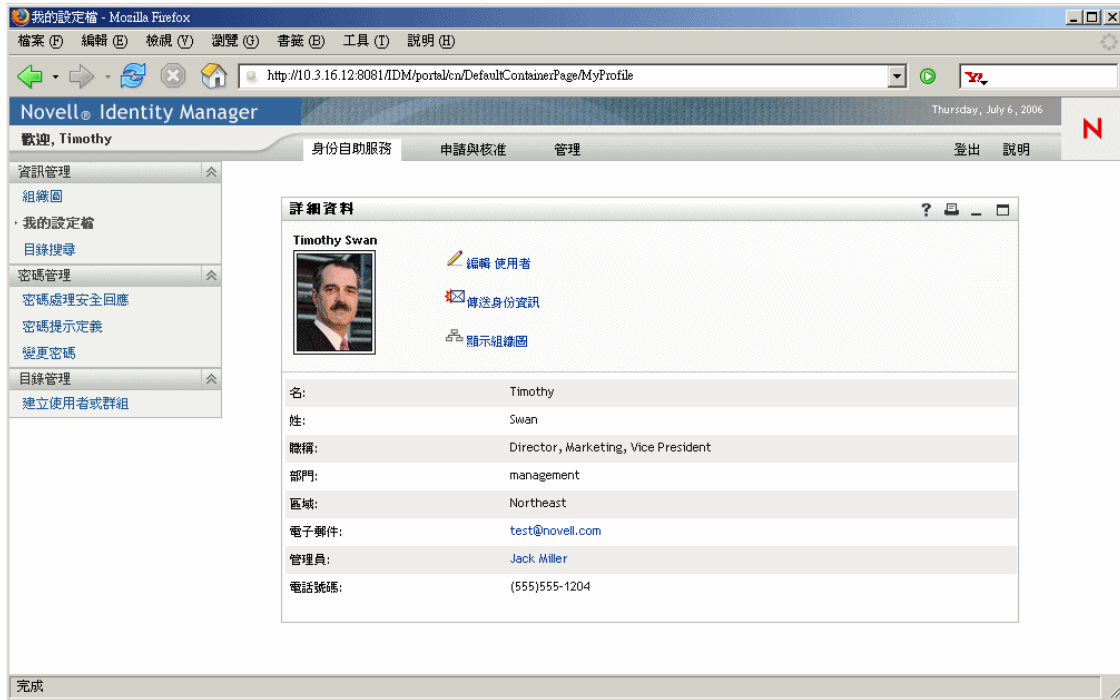 我的設定檔 - Mozilla Firefox
檔案 (F) 編輯 (E) 檢視 (V) 瀏覽 (G) 書籤 (B) 工具 (T) 說明 (H)
http://10.3.16.12:8081/IDM/portal/cn/DefaultContainerPage/MyProfile
Novell® Identity Manager
Thursday, July 6, 2006
N
歡迎, Timothy
身份自助服務 申請與核准 管理 登出 說明
資訊管理
組織圖
我的設定檔
目錄搜尋
密碼管理
密碼處理安全回應
密碼提示定義
變更密碼
目錄管理
建立使用者或群組
詳細資料
Timothy Swan
編輯 使用者
傳送身份資訊
顯示組織圖
名: Timothy
姓: Swan
職稱: Director, Marketing, Vice President
部門: management
區域: Northeast
電子郵件: test@novell.com
管理員: Jack Miller
電話號碼: (555)555-1204
完成